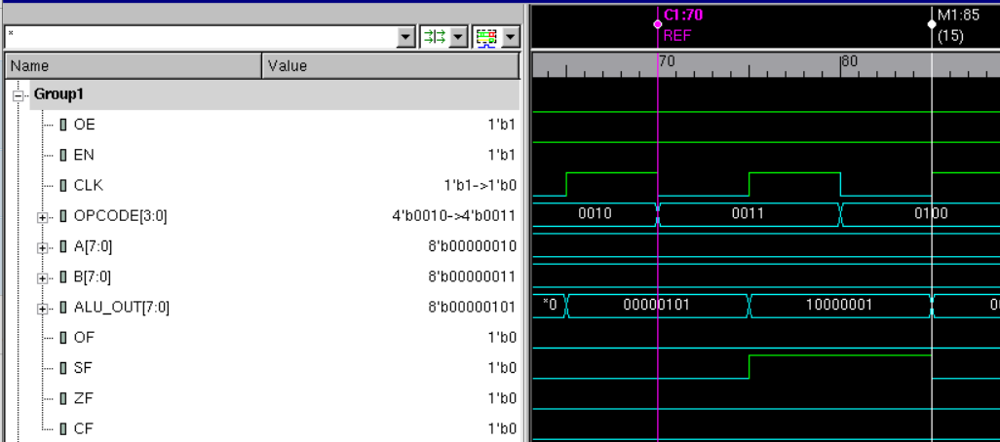 C1:70 M1:85
REF (15)
*
Name Value 70 80
Group1
OE 1'b1
EN 1'b1
CLK 1'b1->1'b0
OPCODE[3:0] 4'b0010->4'b0011 0010 0011 0100
A[7:0] 8'b00000010
B[7:0] 8'b00000011
ALU_OUT[7:0] 8'b00000101 *0 00000101 10000001 0
OF 1'b0
SF 1'b0
ZF 1'b0
CF 1'b0